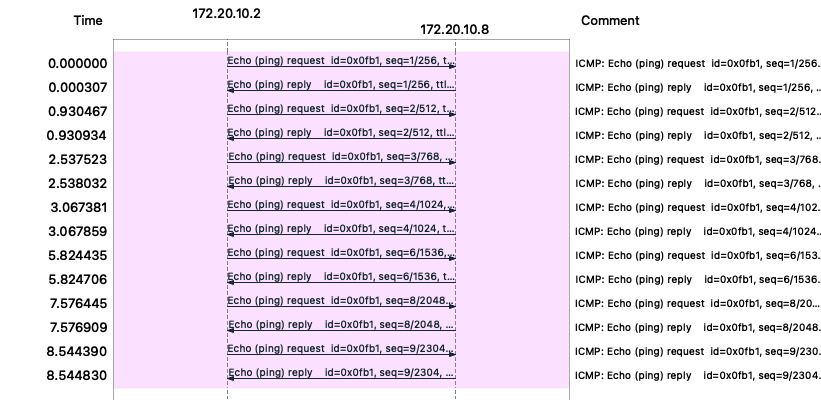 Time 172.20.10.2 172.20.10.8 Comment
0.000000 Echo (ping) request id=0x0fb1, seq=1/256, t... ICMP: Echo (ping) request id=0x0fb1, seq=1/256.
0.000307 Echo (ping) reply id=0x0fb1, seq=1/256, ttl... ICMP: Echo (ping) reply id=0x0fb1, seq=1/256, ..
0.930467 Echo (ping) request id=0x0fb1, seq=2/512, t... ICMP: Echo (ping) request id=0x0fb1, seq=2/512...
0.930934 Echo (ping) reply id=0x0fb1, seq=2/512, ttl... ICMP: Echo (ping) reply id=0x0fb1, seq=2/512, ..
2.537523 Echo (ping) request id=0x0fb1, seq=3/768, ... ICMP: Echo (ping) request id=0x0fb1, seq=3/768.
2.538032 Echo (ping) reply id=0x0fb1, seq=3/768, tt... ICMP: Echo (ping) reply id=0x0fb1, seq=3/768, .
3.067381 Echo (ping) request id=0x0fb1, seq=4/1024,... ICMP: Echo (ping) request id=0x0fb1, seq=4/102.
3.067859 Echo (ping) reply id=0x0fb1, seq=4/1024, t... ICMP: Echo (ping) reply id=0x0fb1, seq=4/1024..
5.824435 Echo (ping) request id=0x0fb1, seq=6/1536,... ICMP: Echo (ping) request id=0x0fb1, seq=6/153.
5.824706 Echo (ping) reply id=0x0fb1, seq=6/1536, t... ICMP: Echo (ping) reply id=0x0fb1, seq=6/1536.
7.576445 Echo (ping) request id=0x0fb1, seq=8/2048... ICMP: Echo (ping) request id=0x0fb1, seq=8/20...
7.576909 Echo (ping) reply id=0x0fb1, seq=8/2048, ... ICMP: Echo (ping) reply id=0x0fb1, seq=8/2048.
8.544390 Echo (ping) request id=0x0fb1, seq=9/2304... ICMP: Echo (ping) request id=0x0fb1, seq=9/230.
8.544830 Echo (ping) reply id=0x0fb1, seq=9/2304, ... ICMP: Echo (ping) reply id=0x0fb1, seq=9/2304.